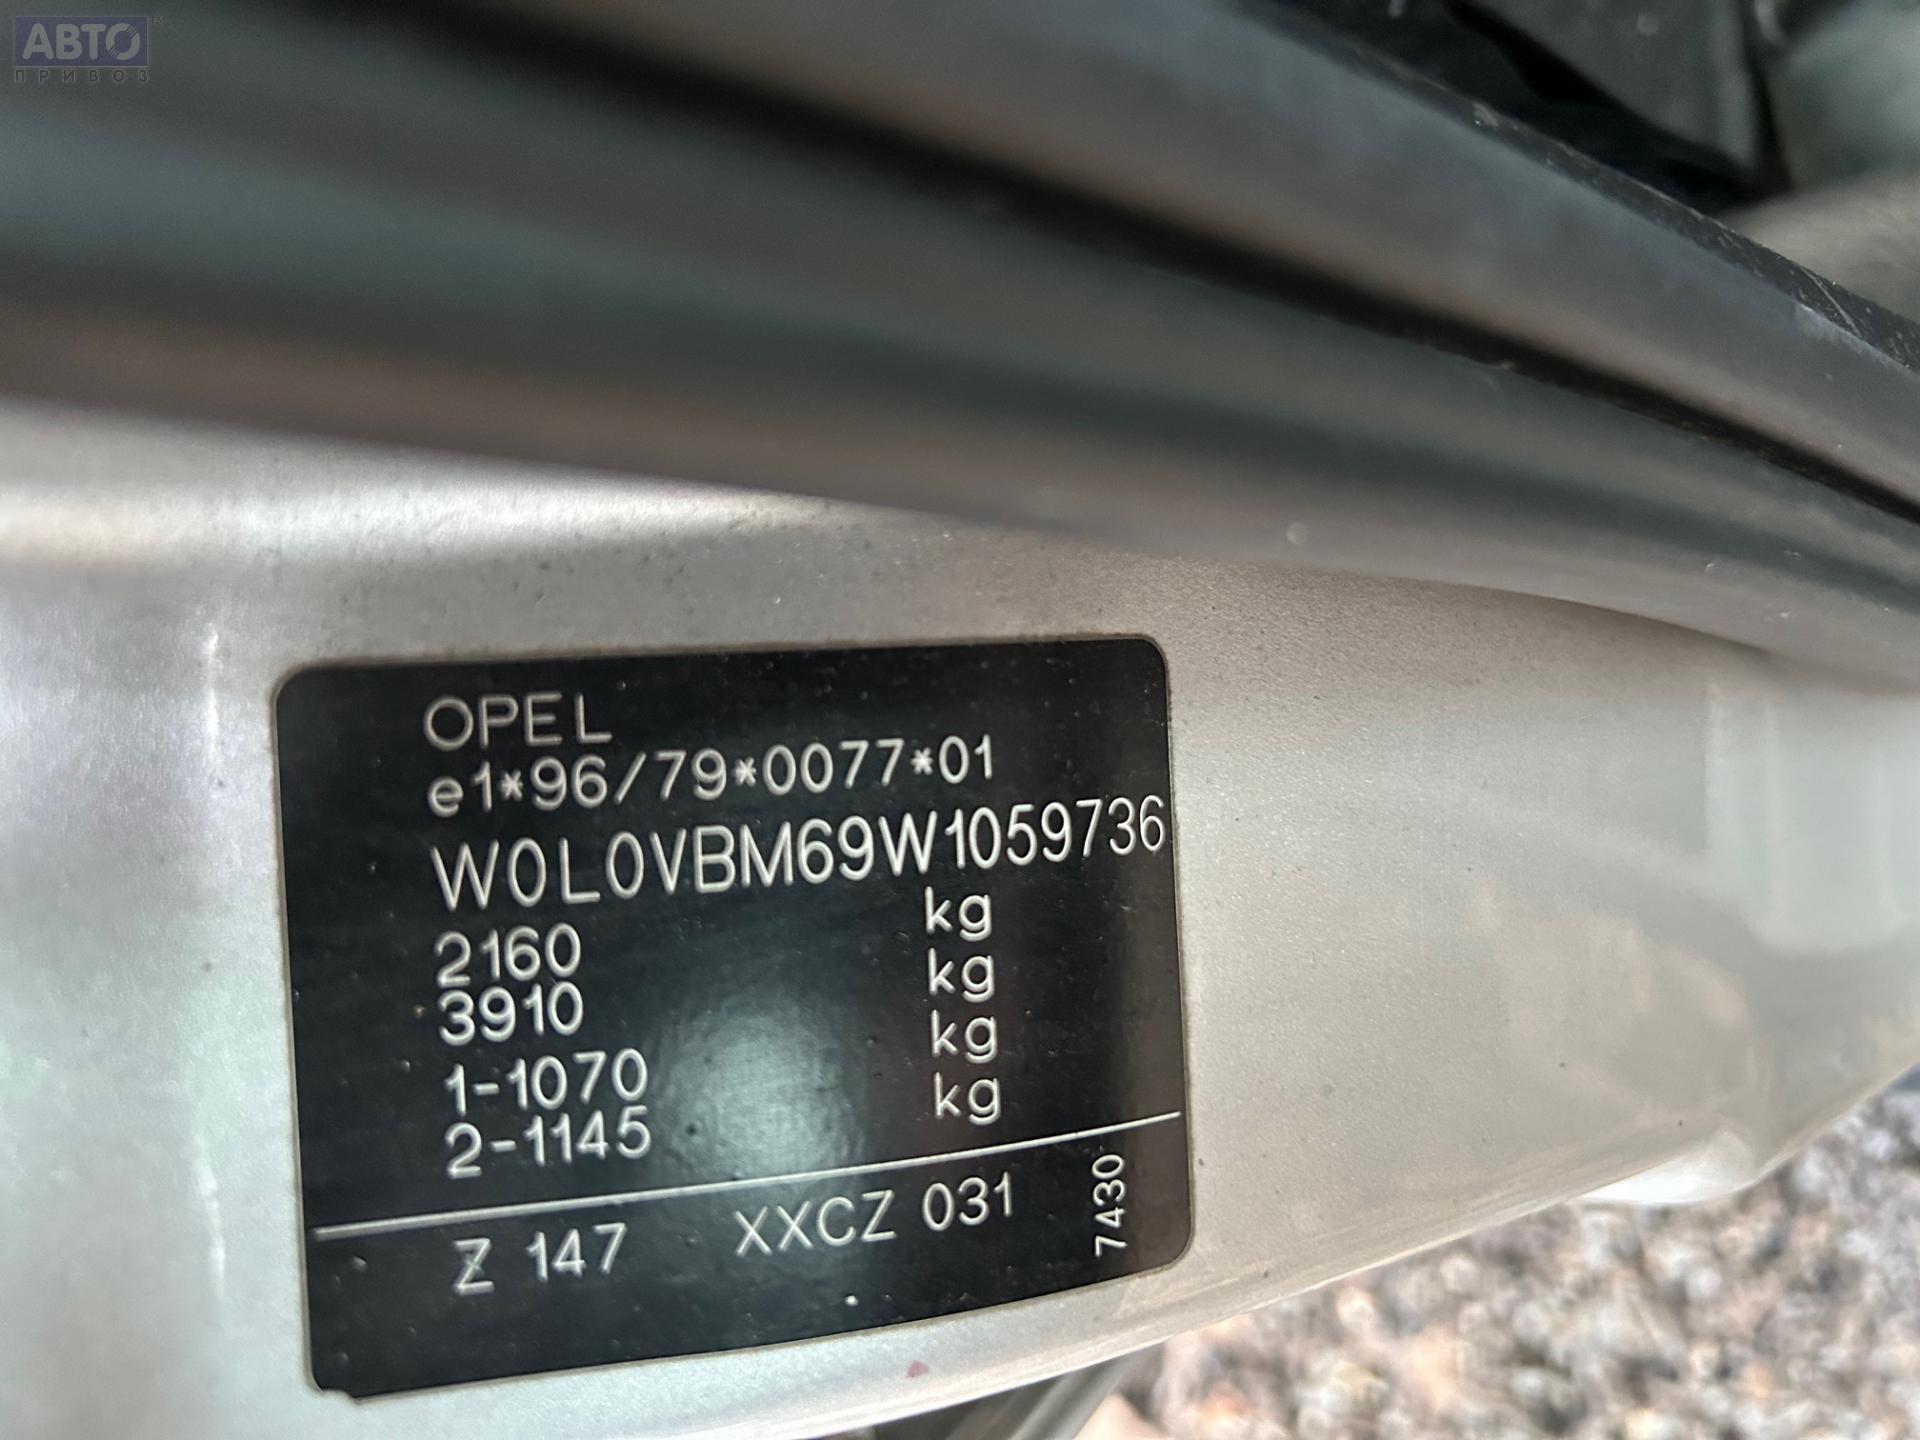 АВТО™
ПРИВОЗ
OPEL
e1*96/79*0077*01
W0L0VBM69W1059736
2160 kg
3910 kg
1-1070 kg
2-1145 kg
Z 147 XXCZ 031 7430